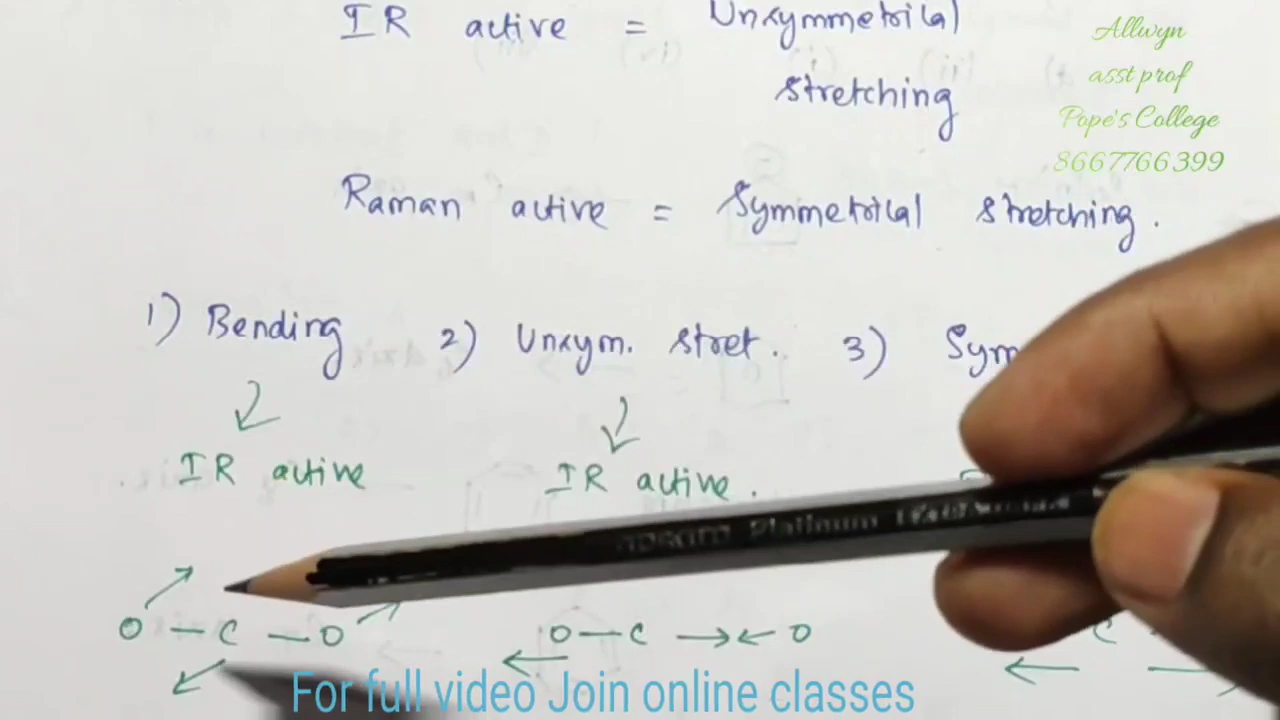 IR active = Unsymmetrical
stretching
Raman active = Symmetrical stretching.
1) Bending 2) Unsym. stret. 3) Sym
IR active IR active.
O – C – O O – C O C
Allwyn
asst prof
Pope's College
8667766399
Platinum
For full video Join online classes